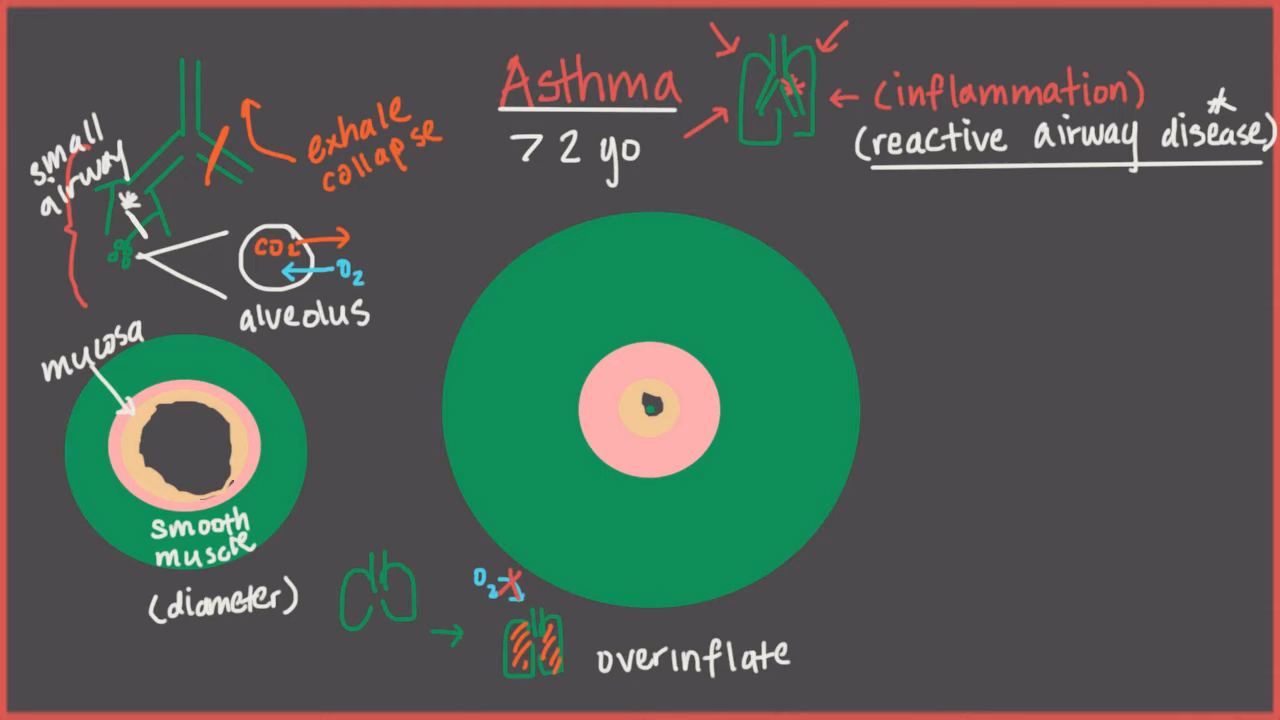 Asthma
72 yo
(inflammation)
(reactive airway disease)
*
small
airway
*
exhale
collapse
CO2
O2
alveolus
mucosa
smooth
muscle
(diameter)
O2
overinflate